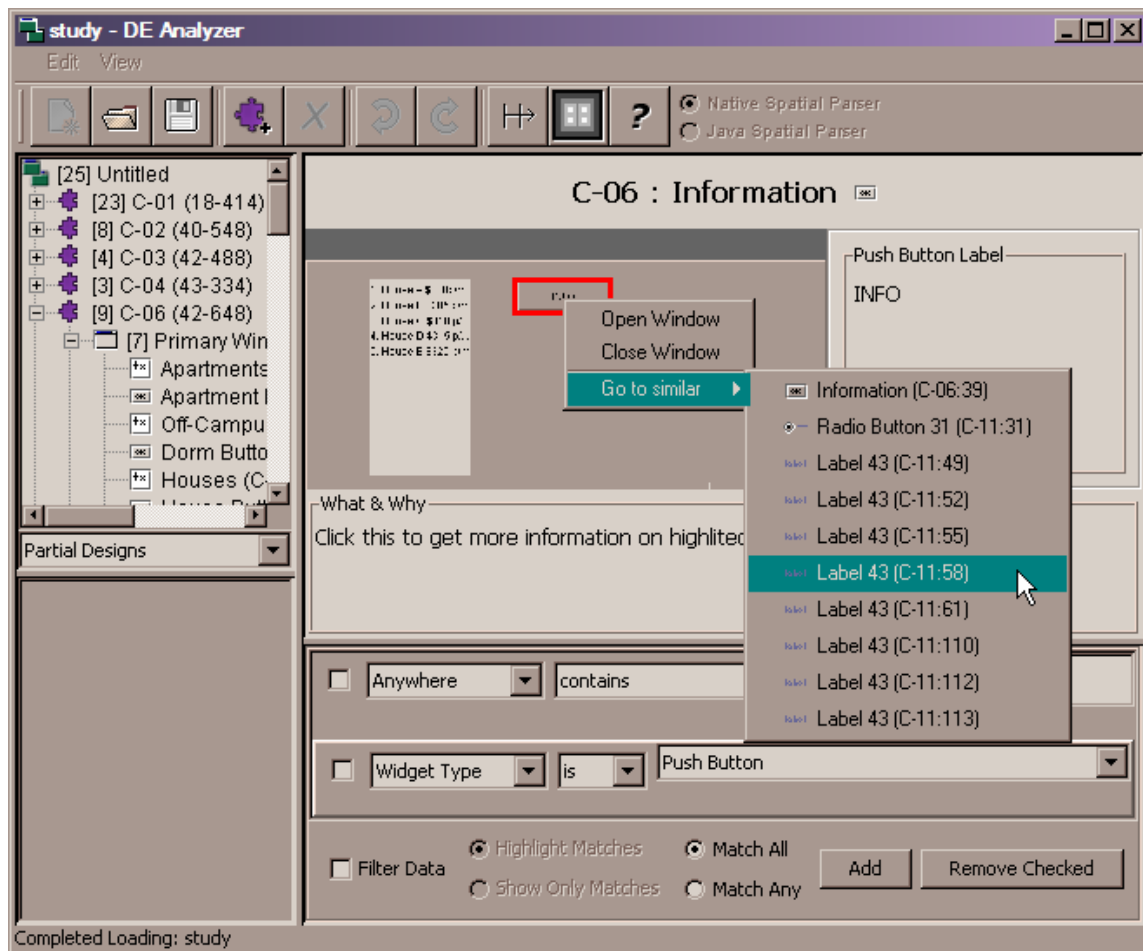 study - DE Analyzer
Edit View
Native Spatial Parser
Java Spatial Parser
[25] Untitled
[23] C-01 (18-414)
[8] C-02 (40-548)
[4] C-03 (42-488)
[3] C-04 (43-334)
[9] C-06 (42-648)
[7] Primary Win
Apartments
Apartment
Off-Campu
Dorm Butto
Houses (C-
Partial Designs
C-06 : Information
Push Button Label
INFO
Open Window
Close Window
Go to similar
Information (C-06:39)
Radio Button 31 (C-11:31)
Label 43 (C-11:49)
Label 43 (C-11:52)
Label 43 (C-11:55)
Label 43 (C-11:58)
Label 43 (C-11:61)
Label 43 (C-11:110)
Label 43 (C-11:112)
Label 43 (C-11:113)
What & Why
Click this to get more information on highlited
Anywhere contains
Widget Type is Push Button
Filter Data
Highlight Matches
Show Only Matches
Match All
Match Any
Add
Remove Checked
Completed Loading: study